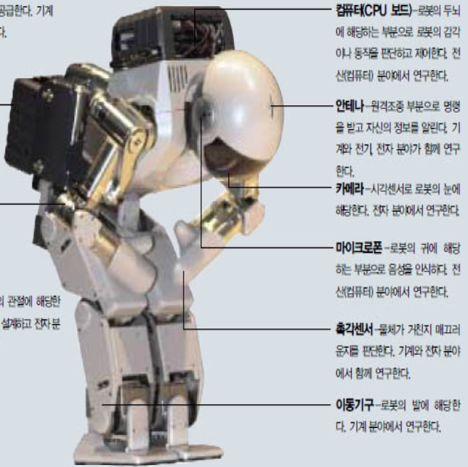 공급한다. 기계
다.
의 관절에 해당한
설계하고 전자 분
컴퓨터(CPU 보드)-로봇의 두뇌
에 해당하는 부분으로 로봇의 감각
이나 동작을 판단하고 제어한다. 전
산(컴퓨터) 분야에서 연구한다.
안테나-원격조종 부분으로 명령
을 받고 자신의 정보를 알린다. 기
계와 전기, 전자 분야가 함께 연구
한다.
카메라-시각센서로 로봇의 눈에
해당한다. 전자 분야에서 연구한다.
마이크로폰-로봇의 귀에 해당
하는 부분으로 음성을 인식하다. 전
산(컴퓨터) 분야에서 연구한다.
촉각센서-물체가 거친지 매끄러
운지를 판단한다. 기계와 전자 분야
에서 함께 연구한다.
이동기구-로봇의 발에 해당한
다. 기계 분야에서 연구한다.